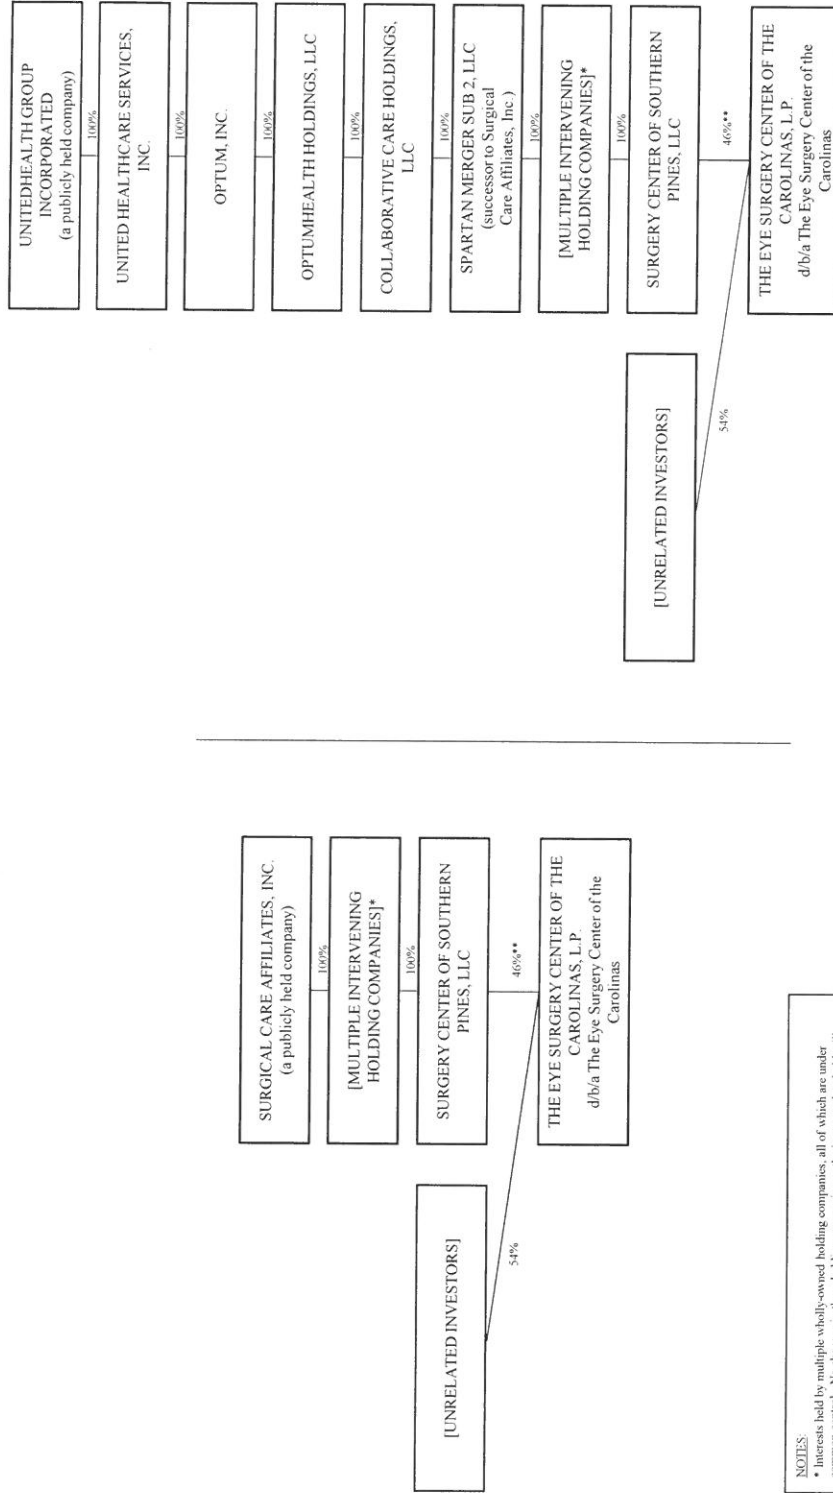 SURGICAL CARE AFFILIATES, INC.
(a publicly held company)
100%
[MULTIPLE INTERVENING
HOLDING COMPANIES]*
100%
[UNRELATED INVESTORS]
SURGERY CENTER OF SOUTHERN
PINES, LLC
54%
46%**
THE EYE SURGERY CENTER OF THE
CAROLINAS, L.P.
d/b/a The Eye Surgery Center of the
Carolinas
UNITEDHEALTH GROUP
INCORPORATED
(a publicly held company)
100%
UNITED HEALTHCARE SERVICES,
INC.
100%
OPTUM, INC.
100%
OPTUMHEALTH HOLDINGS, LLC
100%
COLLABORATIVE CARE HOLDINGS,
LLC
100%
SPARTAN MERGER SUB 2, LLC
(successor to Surgical
Care Affiliates, Inc.)
100%
[MULTIPLE INTERVENING
HOLDING COMPANIES]*
100%
[UNRELATED INVESTORS]
SURGERY CENTER OF SOUTHERN
PINES, LLC
54%
46%**
THE EYE SURGERY CENTER OF THE
CAROLINAS, L.P.
d/b/a The Eye Surgery Center of the
Carolinas
NOTES:
* Interests held by multiple wholly-owned holding companies, all of which are under